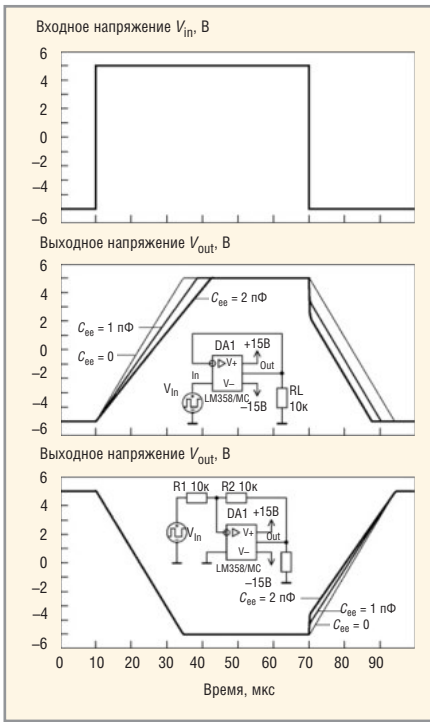 Входное напряжение Vin, В
6
4
2
0
–2
–4
–6
Выходное напряжение Vout, В
6
4
2
0
–2
–4
–6
Cee = 2 пФ
Cee = 1 пФ
Cee = 0
DA1 +15В
In
V+
Out
V–
Vin
LM358/MC
–15В
RL
10к
Выходное напряжение Vout, В
6
4
2
0
–2
–4
–6
R1 10к R2 10к
DA1 +15В
Vin
V+
Out
V–
LM358/MC
–15В
Cee = 2 пФ
Cee = 1 пФ
Cee = 0
0 10 20 30 40 50 60 70 80 90
Время, мкс